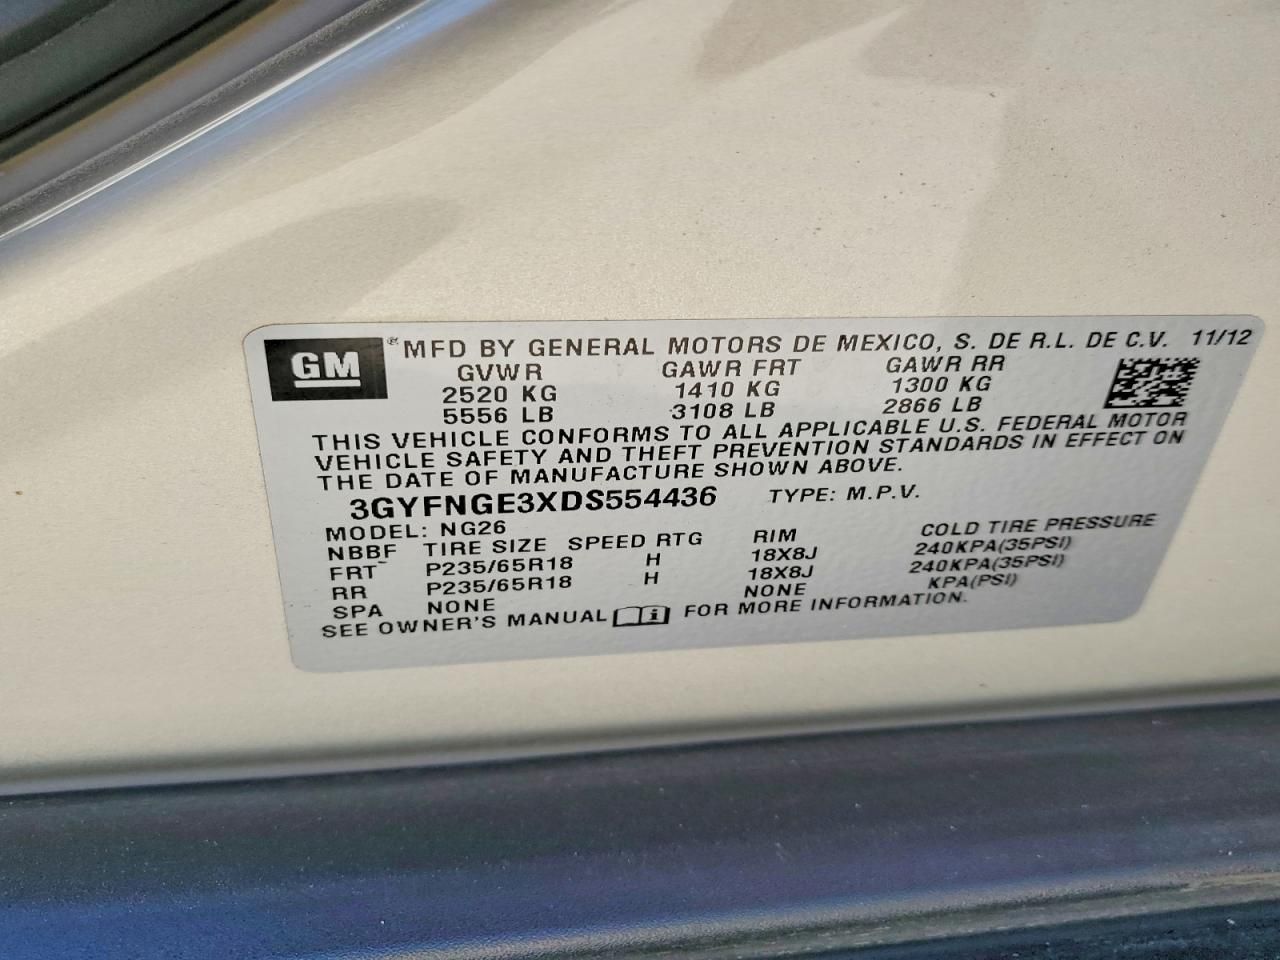 GM ® MFD BY GENERAL MOTORS DE MEXICO, S. DE R.L. DE C.V. 11/12
GVWR GAWR FRT GAWR RR
2520 KG 1410 KG 1300 KG
5556 LB 3108 LB 2866 LB
THIS VEHICLE CONFORMS TO ALL APPLICABLE U.S. FEDERAL MOTOR
VEHICLE SAFETY AND THEFT PREVENTION STANDARDS IN EFFECT ON
THE DATE OF MANUFACTURE SHOWN ABOVE.
3GYFNGE3XDS554436 TYPE: M.P.V.
MODEL: NG26
NBBF TIRE SIZE SPEED RTG RIM COLD TIRE PRESSURE
FRT P235/65R18 H 18X8J 240KPA(35PSI)
RR P235/65R18 H 18X8J 240KPA(35PSI)
SPA NONE NONE KPA(PSI)
SEE OWNER'S MANUAL FOR MORE INFORMATION.